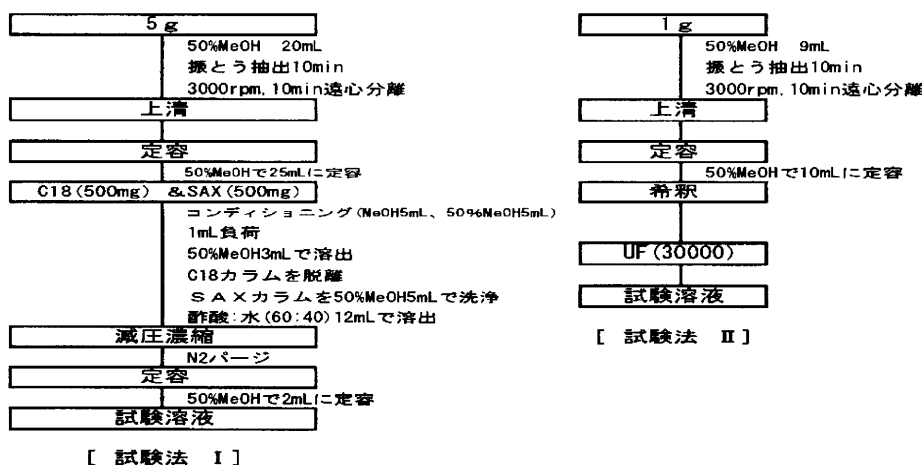 5g
50%MeOH 20mL
振とう抽出10min
3000rpm, 10min遠心分離
上清
定容
50%MeOHで25mLに定容
C18(500mg) &SAX(500mg)
コンディショニング(MeOH5mL、50%MeOH5mL)
1mL負荷
50%MeOH3mLで溶出
C18カラムを脱離
SAXカラムを50%MeOH5mLで洗浄
酢酸:水(60:40)12mLで溶出
減圧濃縮
N2パージ
定容
50%MeOHで2mLに定容
試験溶液
[ 試験法 Ⅰ ]
1g
50%MeOH 9mL
振とう抽出10min
3000rpm, 10min遠心分離
上清
定容
50%MeOHで10mLに定容
希釈
UF(30000)
試験溶液
[ 試験法 Ⅱ ]